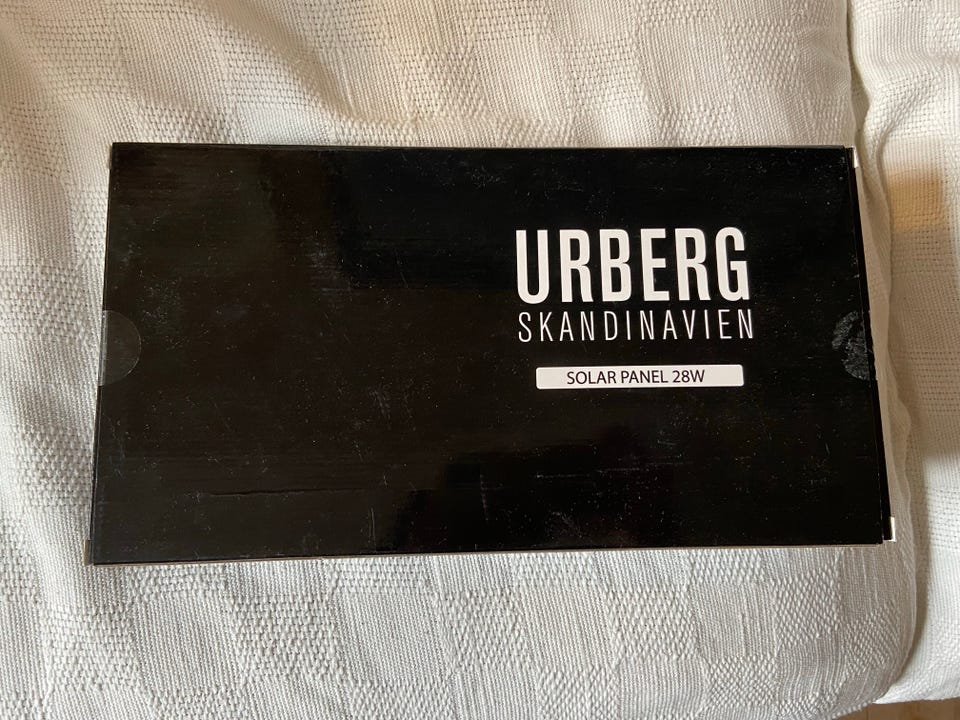 URBERG
SKANDINAVIEN
SOLAR PANEL 28W